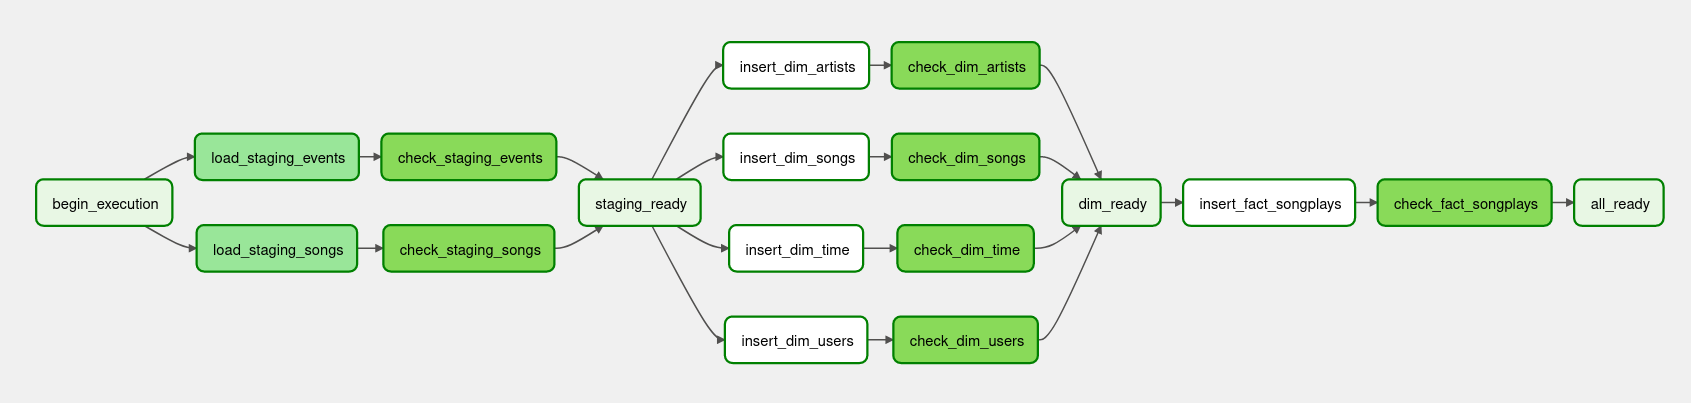 begin_execution
load_staging_events
load_staging_songs
check_staging_events
check_staging_songs
staging_ready
insert_dim_artists
insert_dim_songs
insert_dim_time
insert_dim_users
check_dim_artists
check_dim_songs
check_dim_time
check_dim_users
dim_ready
insert_fact_songplays
check_fact_songplays
all_ready